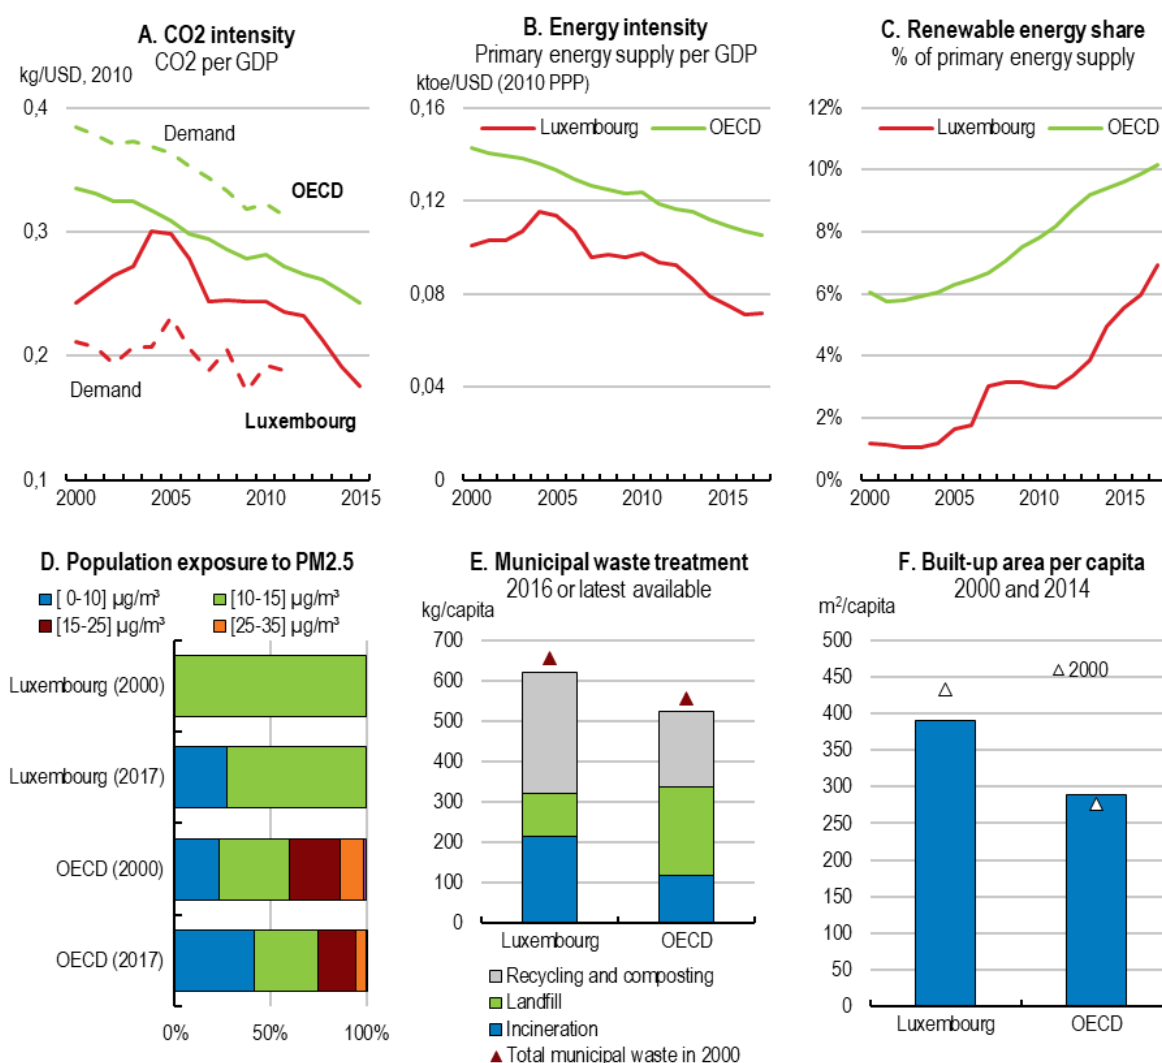 A. CO2 intensity
CO2 per GDP
kg/USD, 2010
0,4
0,3
0,2
0,1
Demand
OECD
Demand
Luxembourg
2000 2005 2010 2015
B. Energy intensity
Primary energy supply per GDP
ktoe/USD (2010 PPP)
0,16
0,12
0,08
0,04
0
Luxembourg OECD
2000 2005 2010 2015
C. Renewable energy share
% of primary energy supply
12%
10%
8%
6%
4%
2%
0%
Luxembourg OECD
2000 2005 2010 2015
D. Population exposure to PM2.5
[ 0-10] µg/m³ [10-15] µg/m³
[15-25] µg/m³ [25-35] µg/m³
Luxembourg (2000)
Luxembourg (2017)
OECD (2000)
OECD (2017)
0% 50% 100%
E. Municipal waste treatment
2016 or latest available
kg/capita
700
600
500
400
300
200
100
0
Luxembourg OECD
Recycling and composting
Landfill
Incineration
Total municipal waste in 2000
F. Built-up area per capita
2000 and 2014
m²/capita
500
450
400
350
300
250
200
150
100
50
0
2000
Luxembourg OECD